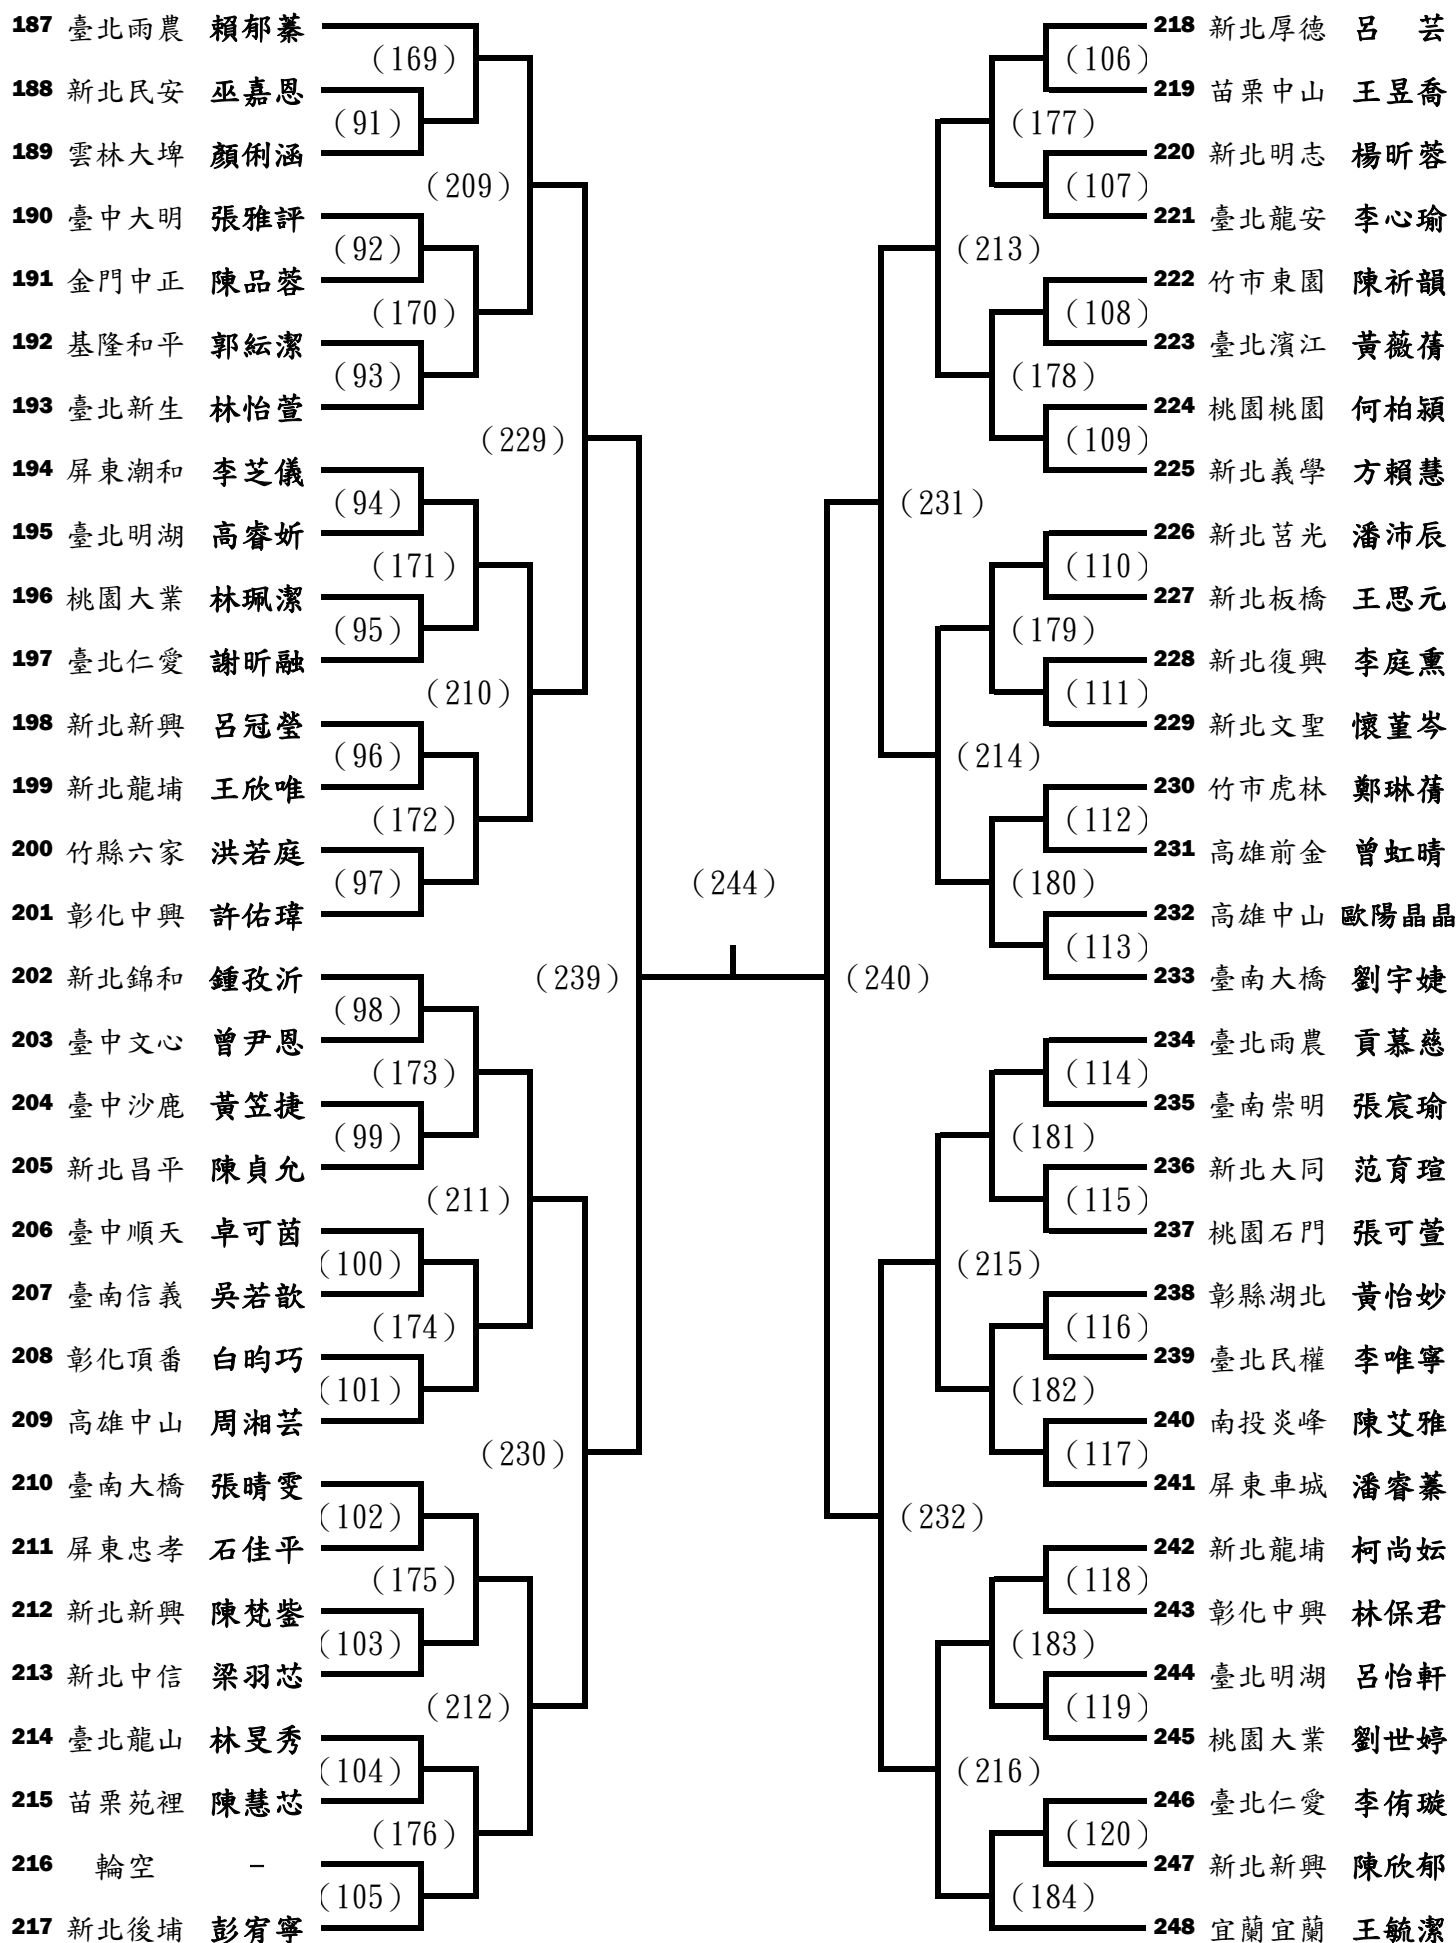 187 臺北雨農 賴郁蓁
(169)
188 新北民安 巫嘉恩
(91)
189 雲林大埤 顏俐涵
(209)
190 臺中大明 張雅評
(92)
191 金門中正 陳品蓉
(170)
192 基隆和平 郭紜潔
(93)
193 臺北新生 林怡萱
(229)
194 屏東潮和 李芝儀
(94)
195 臺北明湖 高睿妡
(171)
196 桃園大業 林珮潔
(95)
197 臺北仁愛 謝昕融
(210)
198 新北新興 呂冠瑩
(96)
199 新北龍埔 王欣唯
(172)
200 竹縣六家 洪若庭
(97)
201 彰化中興 許佑瑋
(239)
202 新北錦和 鍾孜沂
(98)
203 臺中文心 曾尹恩
(173)
204 臺中沙鹿 黃笠捷
(99)
205 新北昌平 陳貞允
(211)
206 臺中順天 卓可茵
(100)
207 臺南信義 吳若歆
(174)
208 彰化頂番 白昀巧
(101)
209 高雄中山 周湘芸
(230)
210 臺南大橋 張晴雯
(102)
211 屏東忠孝 石佳平
(175)
212 新北新興 陳梵蓥
(103)
213 新北中信 梁羽芯
(212)
214 臺北龍山 林旻秀
(104)
215 苗栗苑裡 陳慧芯
(176)
216 輪空 -
(105)
217 新北後埔 彭宥寧
(244)
218 新北厚德 呂 芸
(106)
219 苗栗中山 王昱喬
(177)
220 新北明志 楊昕蓉
(107)
221 臺北龍安 李心瑜
(213)
222 竹市東園 陳祈韻
(108)
223 臺北濱江 黃薇蒨
(178)
224 桃園桃園 何柏潁
(109)
225 新北義學 方賴慧
(231)
226 新北莒光 潘沛辰
(110)
227 新北板橋 王思元
(179)
228 新北復興 李庭熏
(111)
229 新北文聖 懷堇岑
(214)
230 竹市虎林 鄭琳蒨
(112)
231 高雄前金 曾虹晴
(180)
232 高雄中山 歐陽晶晶
(113)
233 臺南大橋 劉宇婕
(240)
234 臺北雨農 貢慕慈
(114)
235 臺南崇明 張宸瑜
(181)
236 新北大同 范育瑄
(115)
237 桃園石門 張可萱
(215)
238 彰縣湖北 黃怡妙
(116)
239 臺北民權 李唯寧
(182)
240 南投炎峰 陳艾雅
(117)
241 屏東車城 潘睿蓁
(232)
242 新北龍埔 柯尚妘
(118)
243 彰化中興 林保君
(183)
244 臺北明湖 呂怡軒
(119)
245 桃園大業 劉世婷
(216)
246 臺北仁愛 李侑璇
(120)
247 新北新興 陳欣郁
(184)
248 宜蘭宜蘭 王毓潔